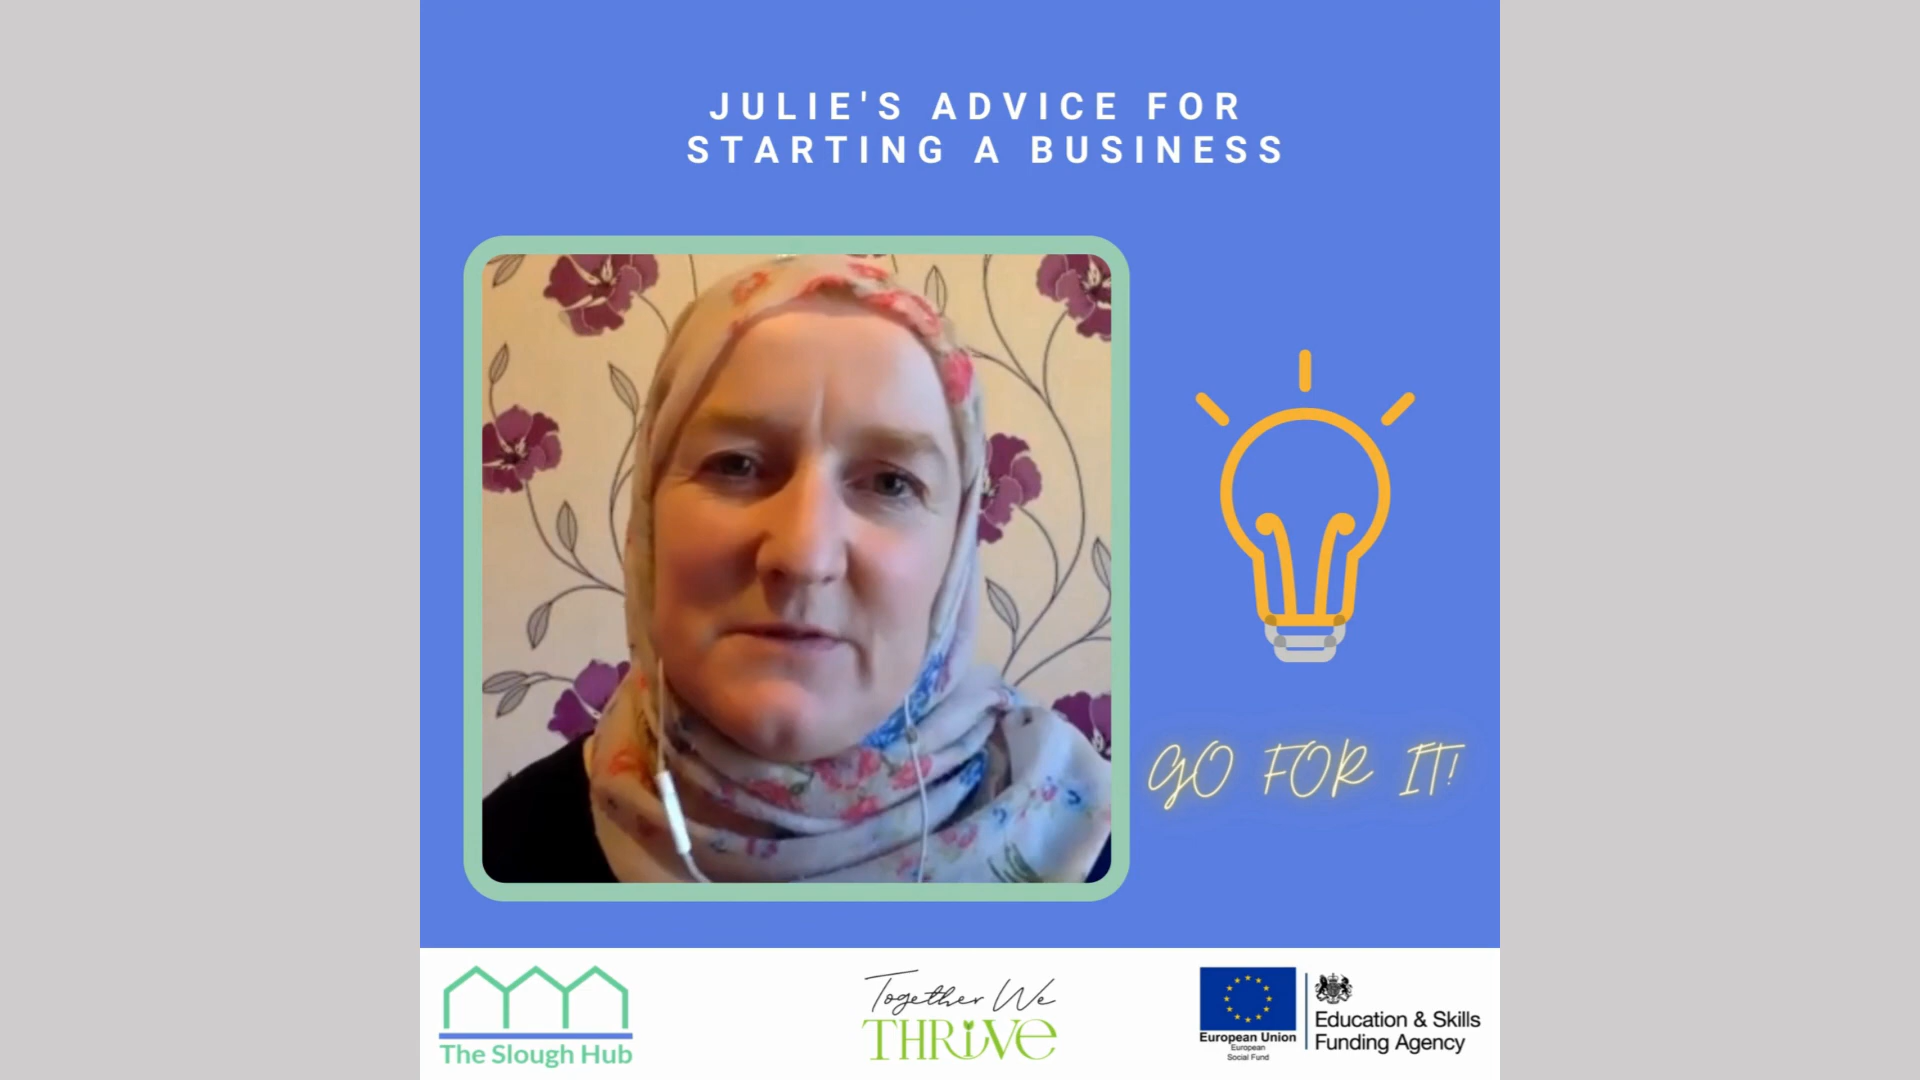 JULIE'S ADVICE FOR
STARTING A BUSINESS
GO FOR IT!
The Slough Hub
Together We
THRiVe
European Union
European
Social Fund
Education & Skills
Funding Agency